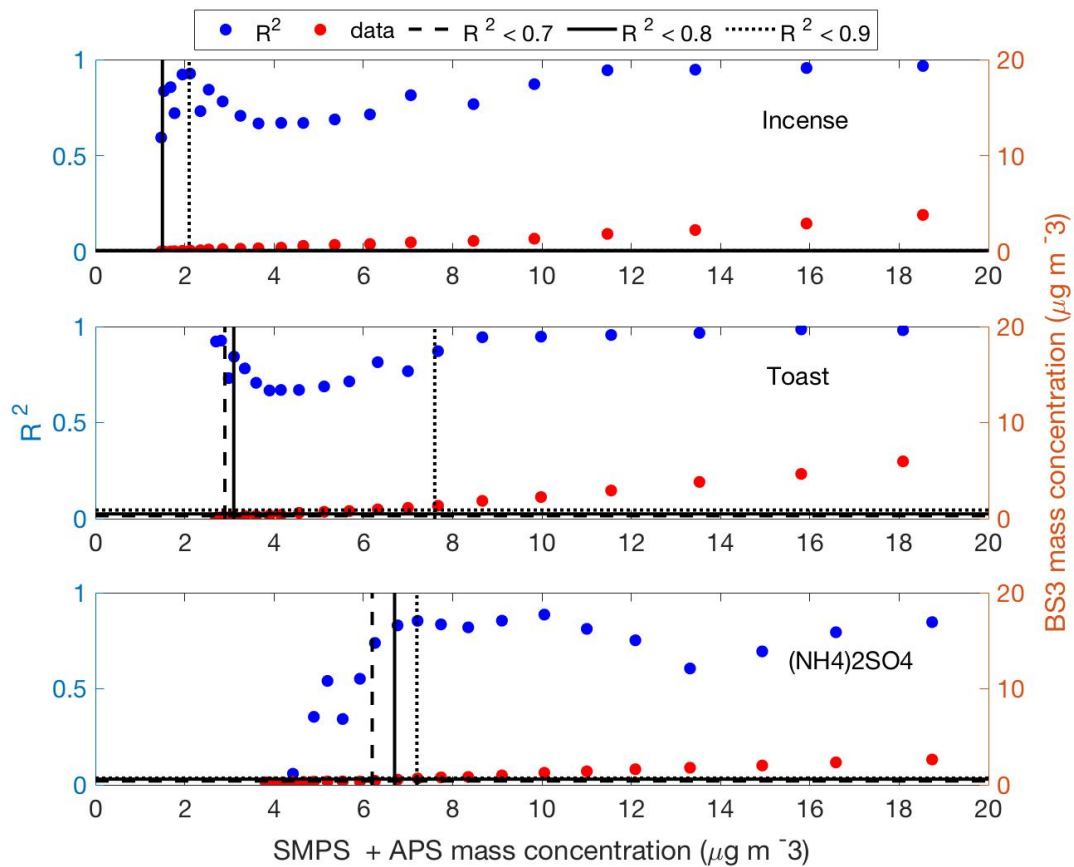 R² data R ² < 0.7 R ² < 0.8 R ² < 0.9
1 20
0.5 10
0 0
Incense
0 2 4 6 8 10 12 14 16 18 20
1 20
0.5 10
0 0
Toast
0 2 4 6 8 10 12 14 16 18 20
1 20
0.5 10
0 0
(NH4)2SO4
0 2 4 6 8 10 12 14 16 18 20
R ²
BS3 mass concentration (μg m ⁻3)
SMPS + APS mass concentration (μg m ⁻3)